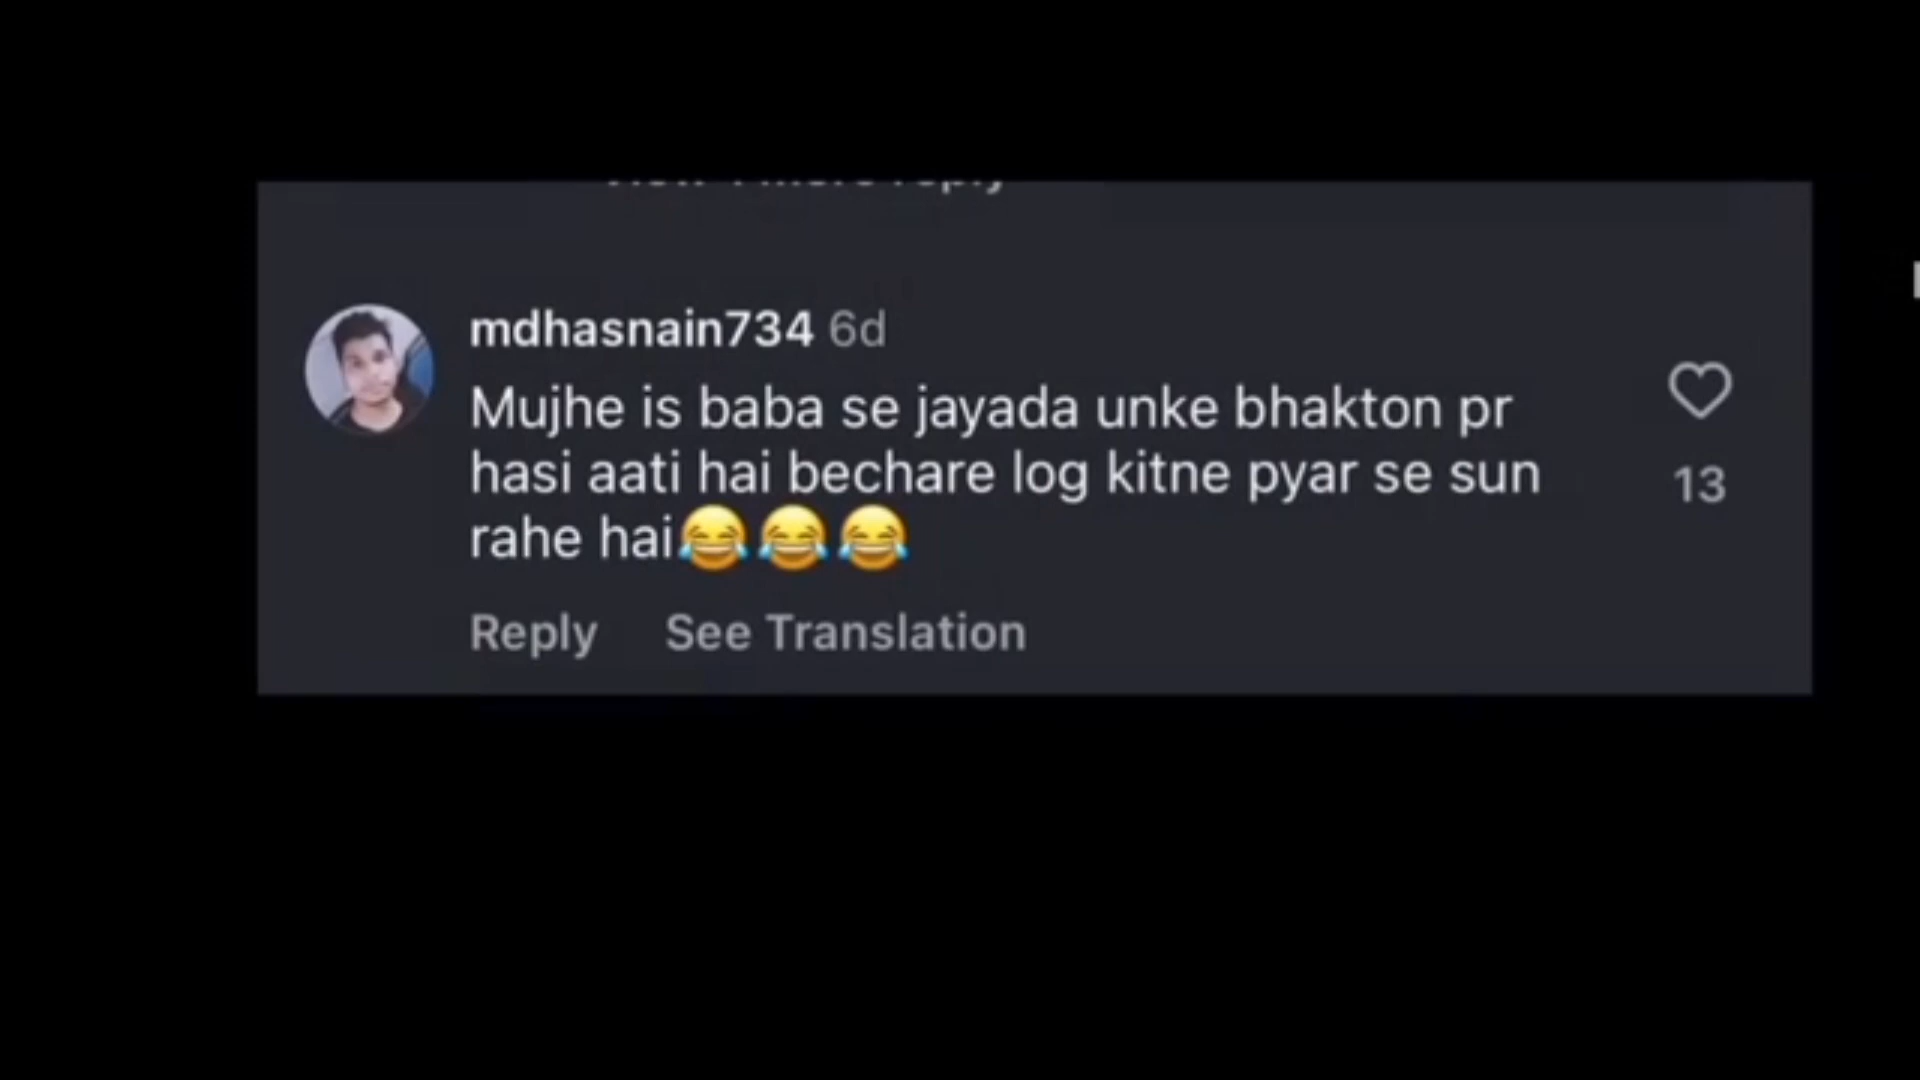 mdhasnain734 6d
Mujhe is baba se jayada unke bhakton pr
hasi aati hai bechare log kitne pyar se sun
rahe hai😂😂😂
13
Reply See Translation